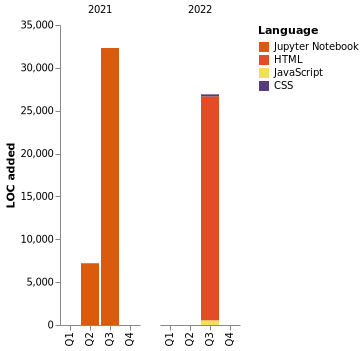 2021
2022
Language
Jupyter Notebook
HTML
JavaScript
CSS
LOC added
35,000
30,000
25,000
20,000
15,000
10,000
5,000
0
Q1
Q2
Q3
Q4
Q1
Q2
Q3
Q4